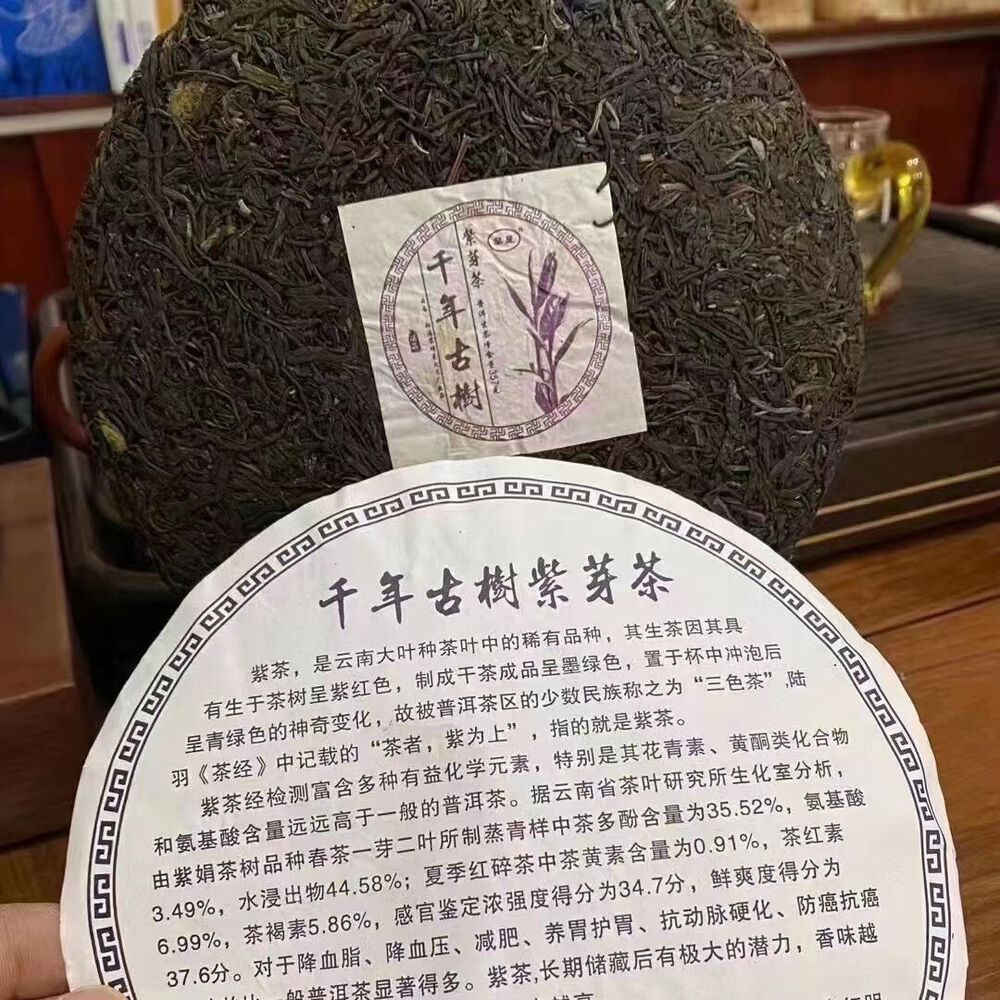 紫芽茶
千年古樹
普洱生茶净含量357克
千年古樹紫芽茶
紫茶，是云南大叶种茶叶中的稀有品种，其生茶因其具
有生于茶树呈紫红色，制成干茶成品呈墨绿色，置于杯中冲泡后
呈青绿色的神奇变化，故被普洱茶区的少数民族称之为“三色茶”,陆
羽《茶经》中记载的“茶者，紫为上”，指的就是紫茶。
紫茶经检测富含多种有益化学元素，特别是其花青素、黄酮类化合物
和氨基酸含量远远高于一般的普洱茶。据云南省茶叶研究所生化室分析，
由紫娟茶树品种春茶一芽二叶所制蒸青样中茶多酚含量为35.52%，氨基酸
3.49%，水浸出物44.58%；夏季红碎茶中茶黄素含量为0.91%，茶红素
6.99%，茶褐素5.86%，感官鉴定浓强度得分为34.7分，鲜爽度得分为
37.6分。对于降血脂、降血压、减肥、养胃护胃、抗动脉硬化、防癌抗癌
一般普洱茶显著得多。紫茶,长期储藏后有极大的潜力，香味越